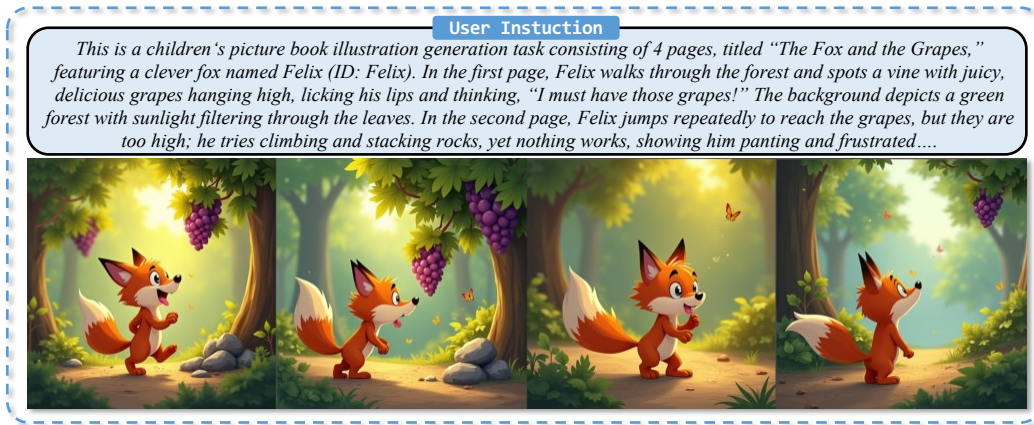 User Instuction
This is a children‘s picture book illustration generation task consisting of 4 pages, titled “The Fox and the Grapes,”
featuring a clever fox named Felix (ID: Felix). In the first page, Felix walks through the forest and spots a vine with juicy,
delicious grapes hanging high, licking his lips and thinking, “I must have those grapes!” The background depicts a green
forest with sunlight filtering through the leaves. In the second page, Felix jumps repeatedly to reach the grapes, but they are
too high; he tries climbing and stacking rocks, yet nothing works, showing him panting and frustrated….